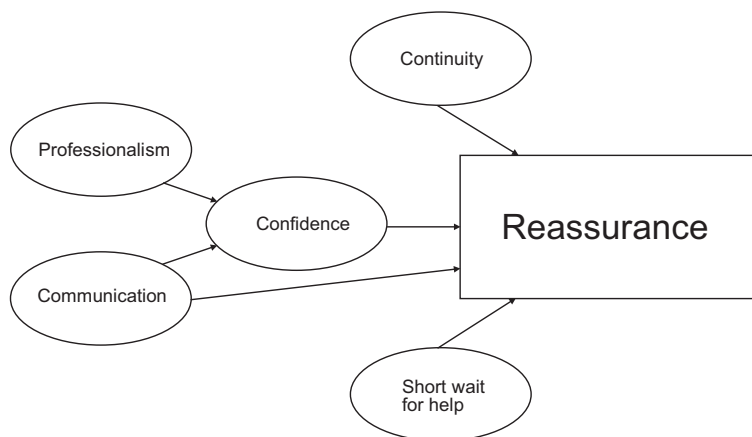 Continuity
Professionalism
Confidence
Reassurance
Communication
Short wait
for help